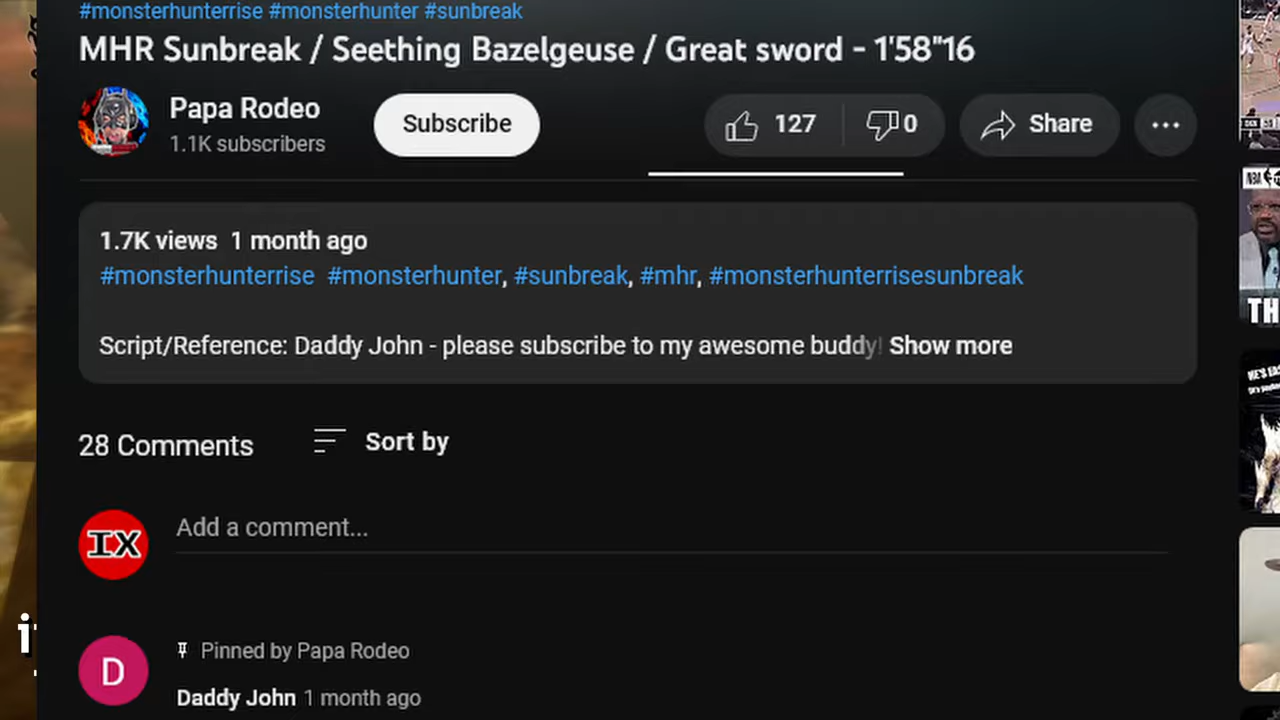 #monsterhunterrise #monsterhunter #sunbreak
MHR Sunbreak / Seething Bazelgeuse / Great sword - 1'58"16
Papa Rodeo
1.1K subscribers
Subscribe
127
0
Share
1.7K views 1 month ago
#monsterhunterrise #monsterhunter, #sunbreak, #mhr, #monsterhunterrisesunbreak
Script/Reference: Daddy John - please subscribe to my awesome buddy! Show more
28 Comments
Sort by
IX
Add a comment...
D
Pinned by Papa Rodeo
Daddy John 1 month ago
NBA
TH